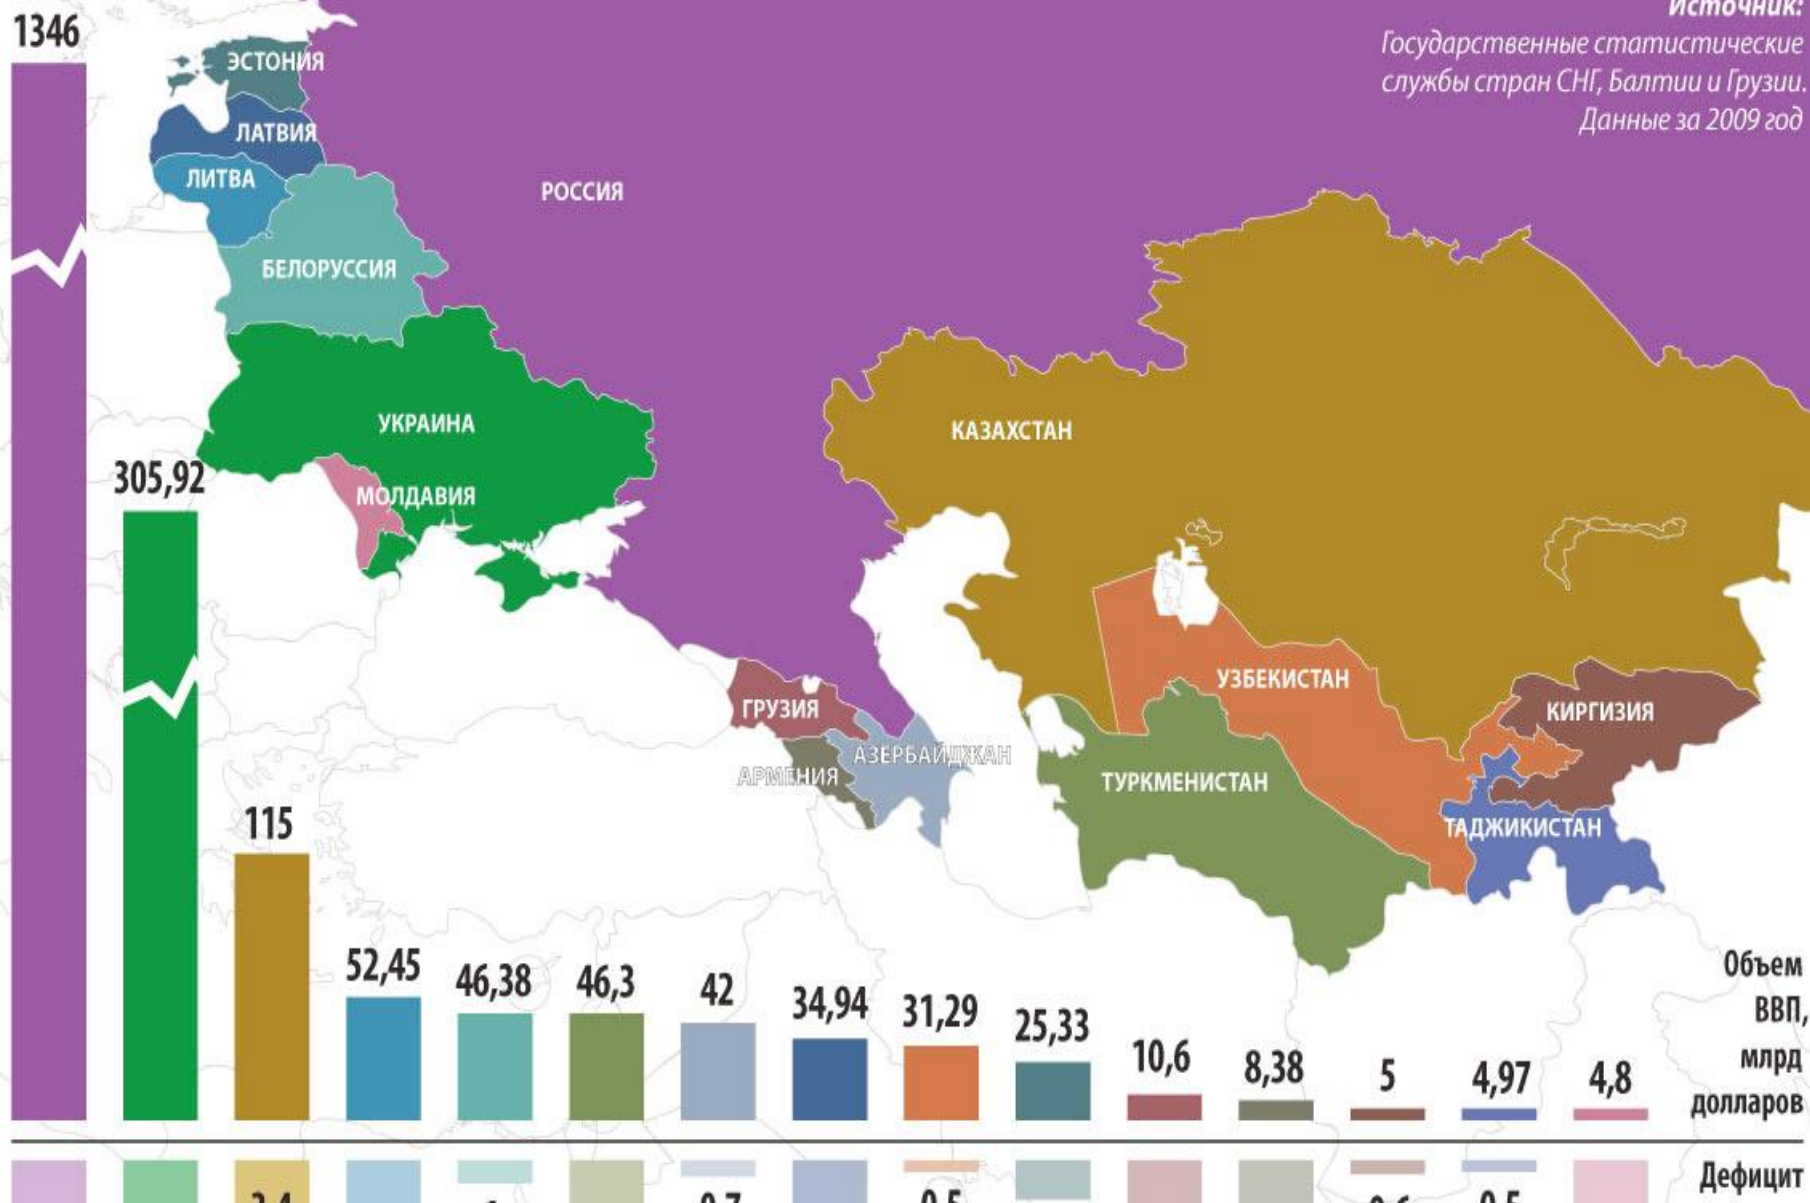 1346
Источник:
Государственные статистические
службы стран СНГ, Балтии и Грузии.
Данные за 2009 год
ЭСТОНИЯ
ЛАТВИЯ
ЛИТВА
РОССИЯ
БЕЛОРУССИЯ
УКРАИНА
КАЗАХСТАН
305,92
МОЛДАВИЯ
УЗБЕКИСТАН
ГРУЗИЯ
КИРГИЗИЯ
АЗЕРБАЙДЖАН
АРМЕНИЯ
ТУРКМЕНИСТАН
ТАДЖИКИСТАН
115
52,45
46,38
46,3
42
34,94
31,29
25,33
10,6
8,38
5
4,97
4,8
Объем
ВВП,
млрд
долларов
Дефицит